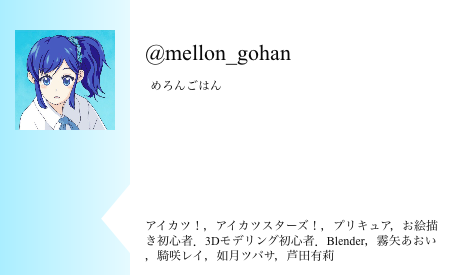 @mellon_gohan
めろんごはん
アイカツ！，アイカツスターズ！，プリキュア，お絵描
き初心者．3Dモデリング初心者．Blender，霧矢あおい
，騎咲レイ，如月ツバサ，芦田有莉